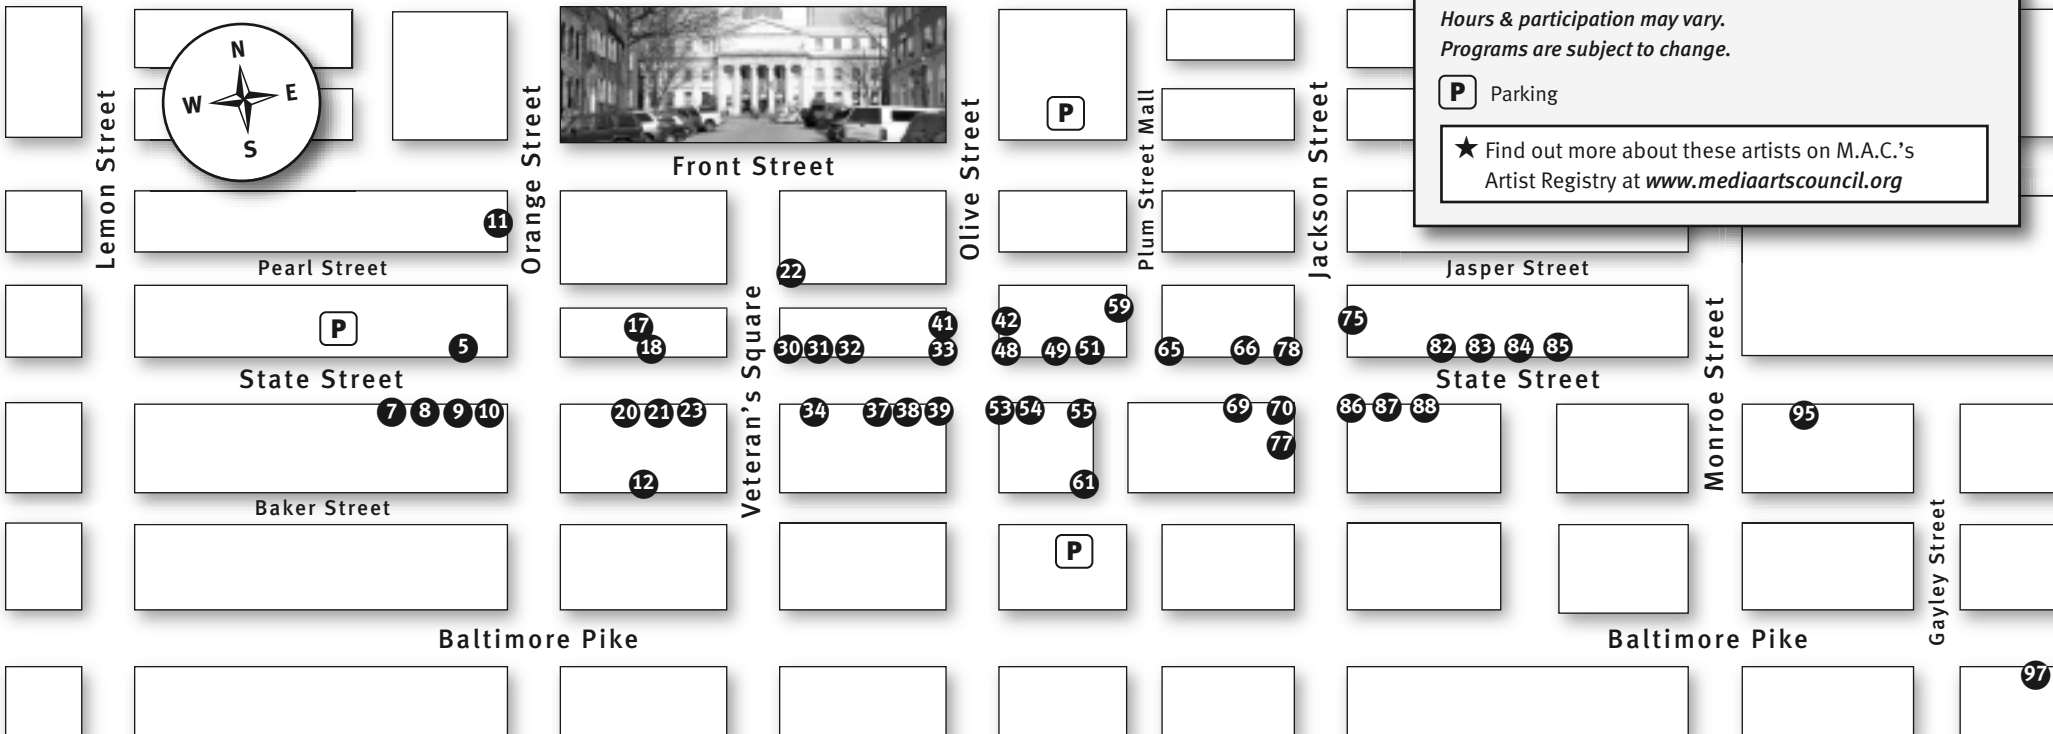 Hours & participation may vary.
Programs are subject to change.
P Parking
★ Find out more about these artists on M.A.C.'s
Artist Registry at www.mediaartscouncil.org
N
W E
S
P
Lemon Street
Orange Street
Front Street
Olive Street
Plum Street Mall
Jackson Street
11
Pearl Street
22
Jasper Street
Veteran's Square
Monroe Street
P
5
17
18
30 31 32
41
33
42
48 49 51
59
65 66 78
75
82 83 84 85
State Street
State Street
7 8 9 10
20 21 23
34 37 38 39
53 54 55
69 70
77
86 87 88
95
12
61
Baker Street
P
Gayley Street
Baltimore Pike
Baltimore Pike
97